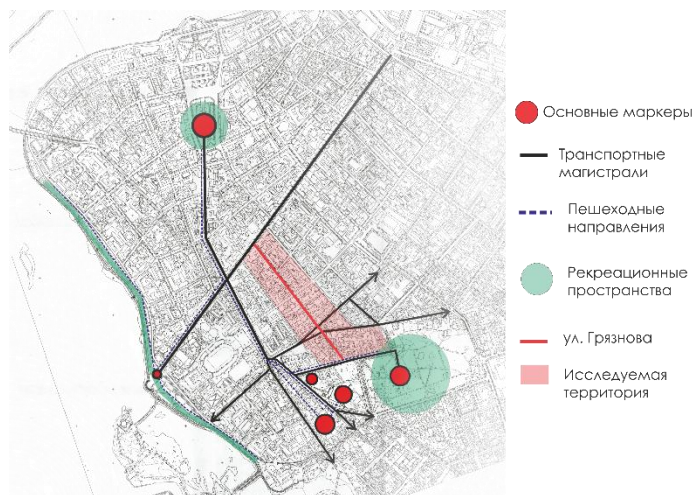 Основные маркеры
Транспортные
магистрали
Пешеходные
направления
Рекреационные
пространства
ул. Грязнова
Исследуемая
территория